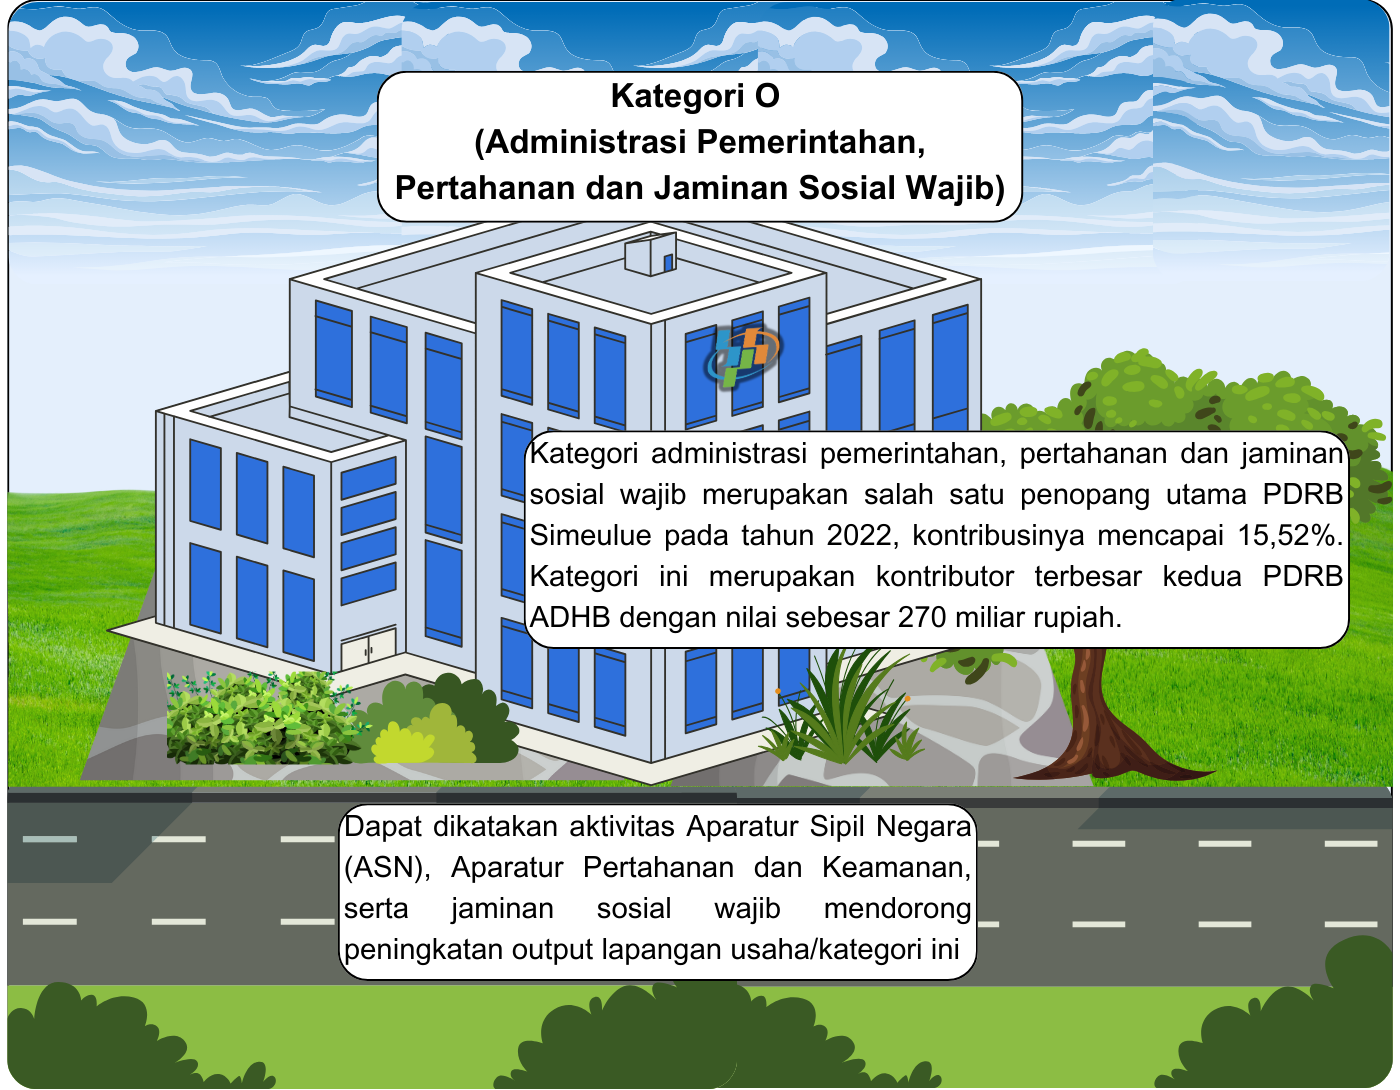 Kategori O
(Administrasi Pemerintahan,
Pertahanan dan Jaminan Sosial Wajib)
Kategori administrasi pemerintahan, pertahanan dan jaminan
sosial wajib merupakan salah satu penopang utama PDRB
Simeulue pada tahun 2022, kontribusinya mencapai 15,52%.
Kategori ini merupakan kontributor terbesar kedua PDRB
ADHB dengan nilai sebesar 270 miliar rupiah.
Dapat dikatakan aktivitas Aparatur Sipil Negara
(ASN), Aparatur Pertahanan dan Keamanan,
serta jaminan sosial wajib mendorong
peningkatan output lapangan usaha/kategori ini